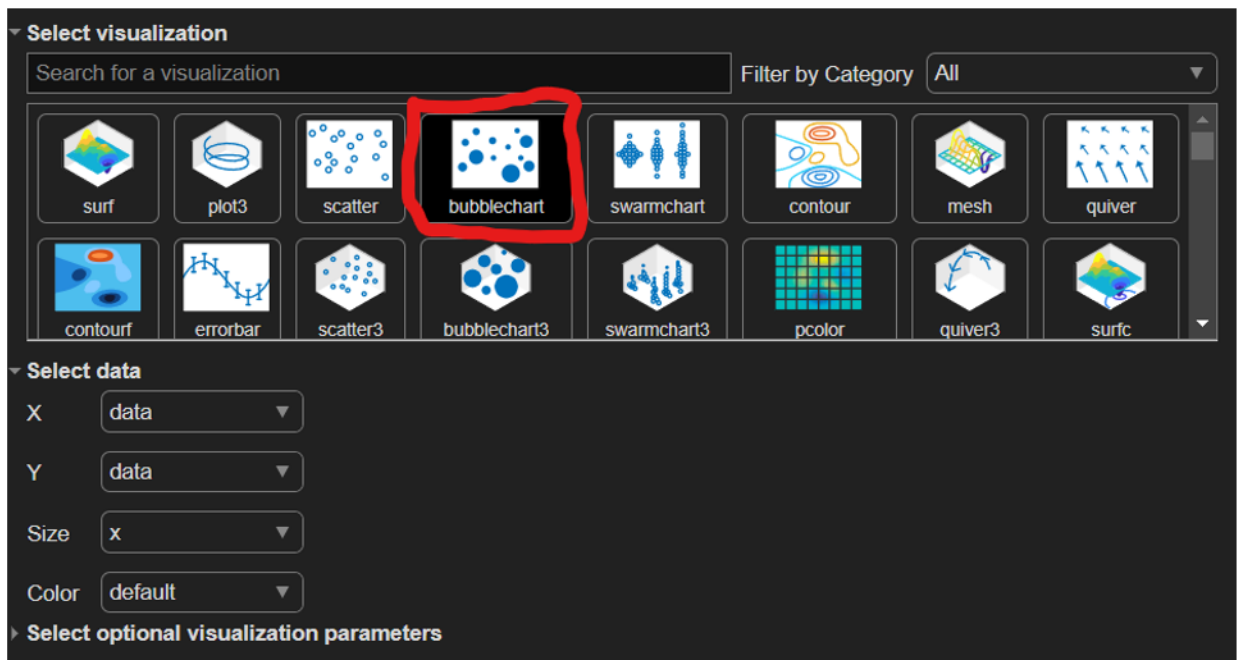 Select visualization
Search for a visualization Filter by Category All
surf plot3 scatter bubblechart swarmchart contour mesh quiver
contourf errorbar scatter3 bubblechart3 swarmchart3 pcolor quiver3 surfc
Select data
X data
Y data
Size x
Color default
Select optional visualization parameters